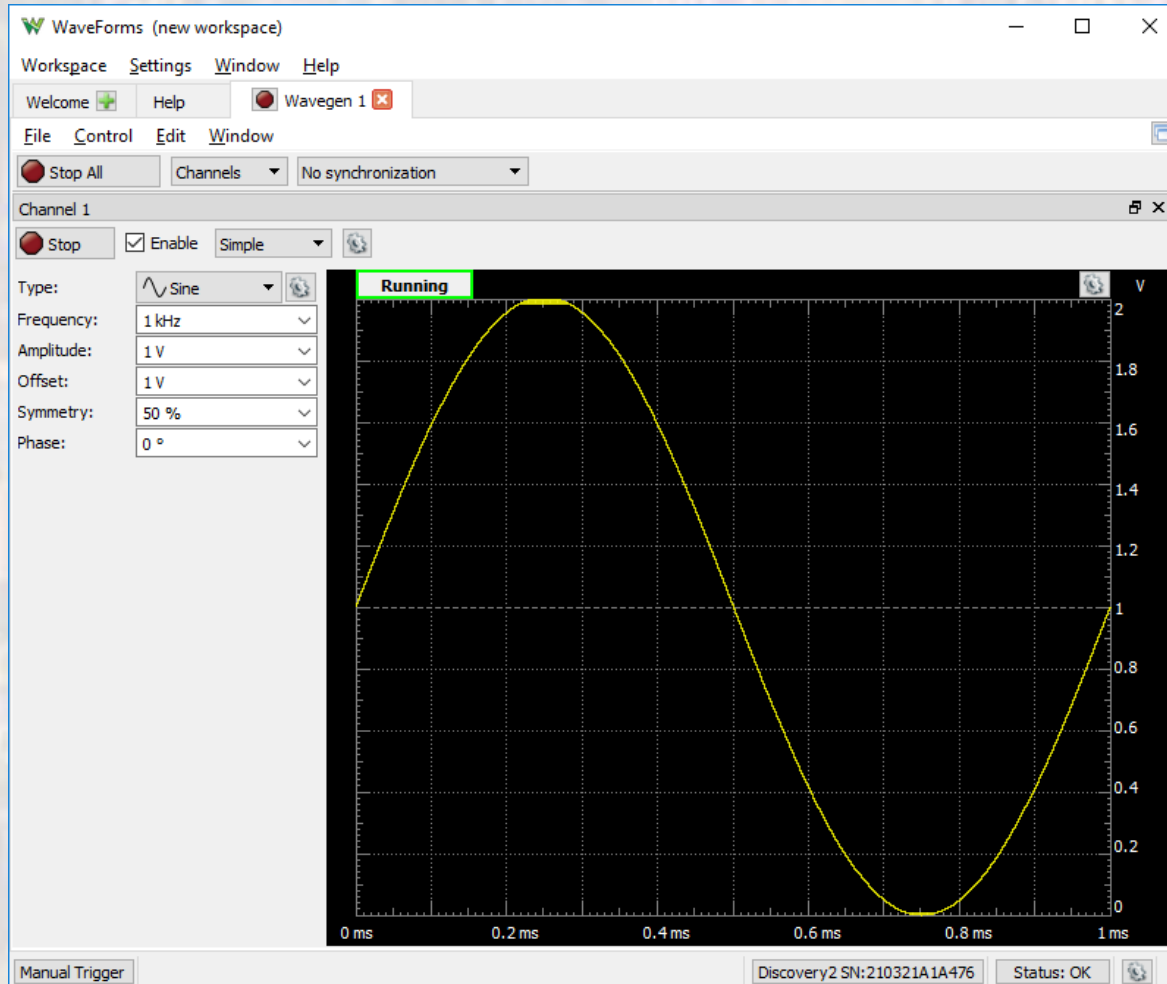 WaveForms (new workspace)
Workspace Settings Window Help
Welcome Help Wavegen 1
File Control Edit Window
Stop All Channels No synchronization
Channel 1
Stop Enable Simple
Type: Sine
Frequency: 1 kHz
Amplitude: 1 V
Offset: 1 V
Symmetry: 50 %
Phase: 0 º
Running V
2
1.8
1.6
1.4
1.2
1
0.8
0.6
0.4
0.2
0
0 ms 0.2 ms 0.4 ms 0.6 ms 0.8 ms 1 ms
Manual Trigger Discovery2 SN:210321A1A476 Status: OK